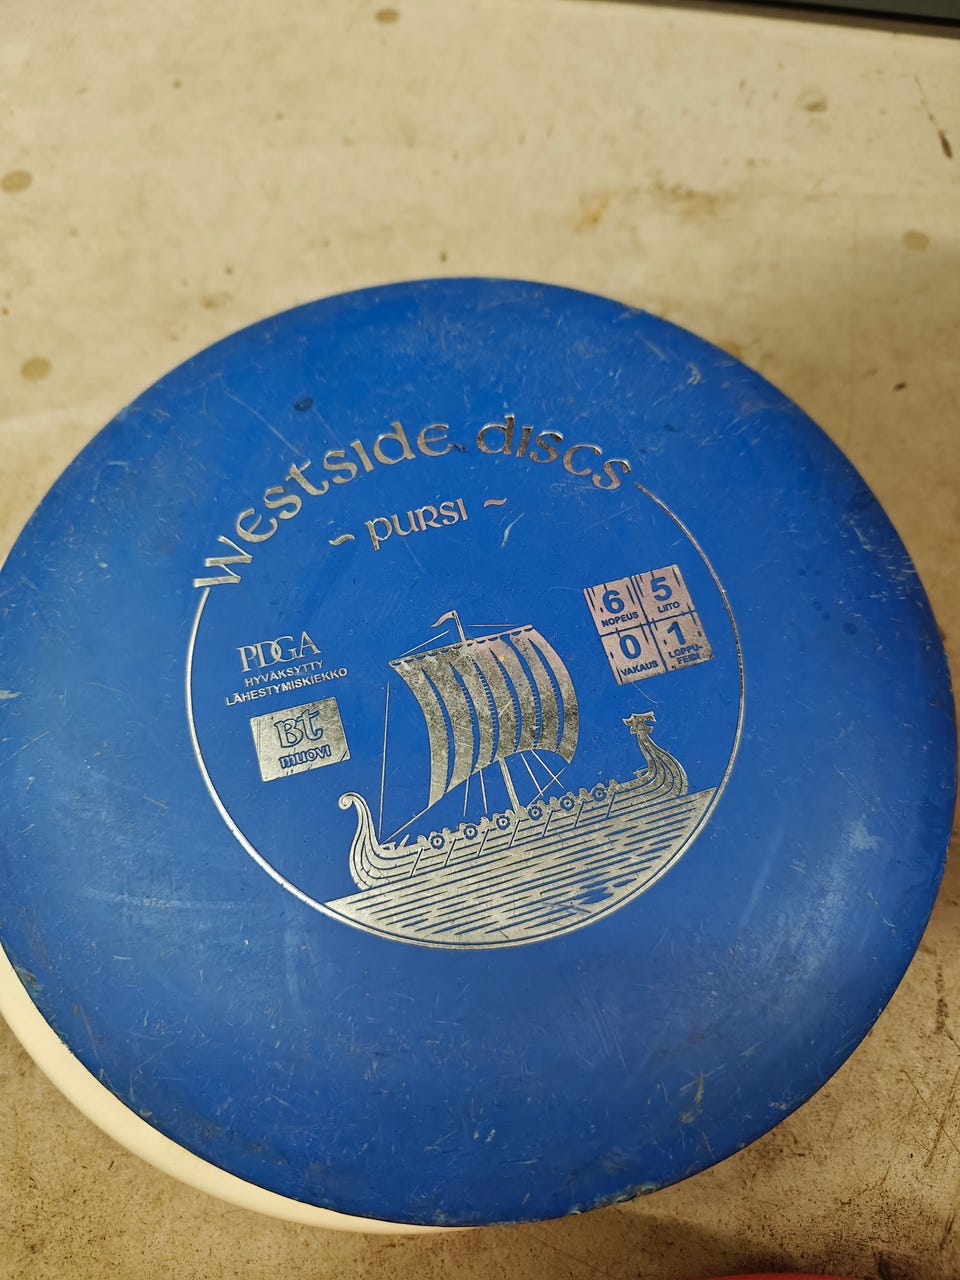 westside discs
~ pursi ~
PDGA
HYVÄKSYTTY
LÄHESTYMISKIEKKO
Bt
muovi
6 5
NOPEUS LIITO
0 1
VAKAUS LOPPU-
FEIDI